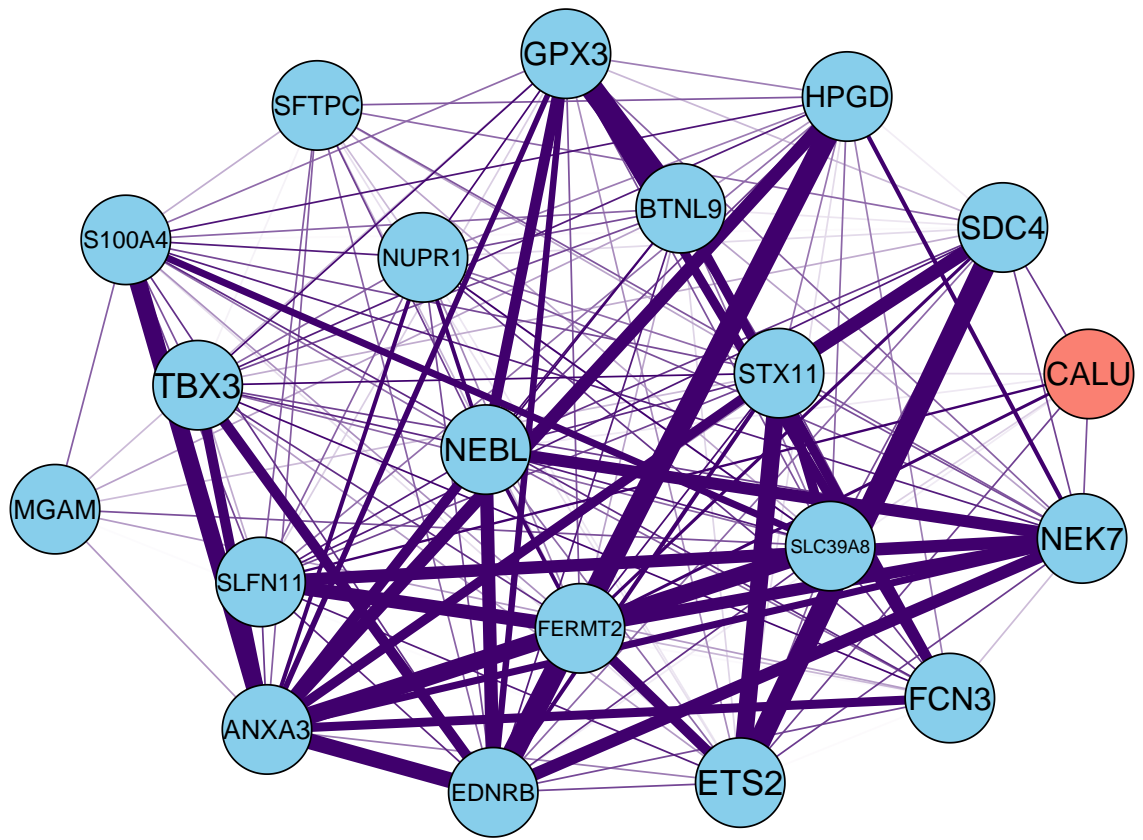 GPX3
HPGD
SFTPC
BTNL9
SDC4
S100A4
NUPR1
STX11
CALU
TBX3
NEBL
MGAM
NEK7
SLC39A8
SLFN11
FERMT2
FCN3
ANXA3
ETS2
EDNRB